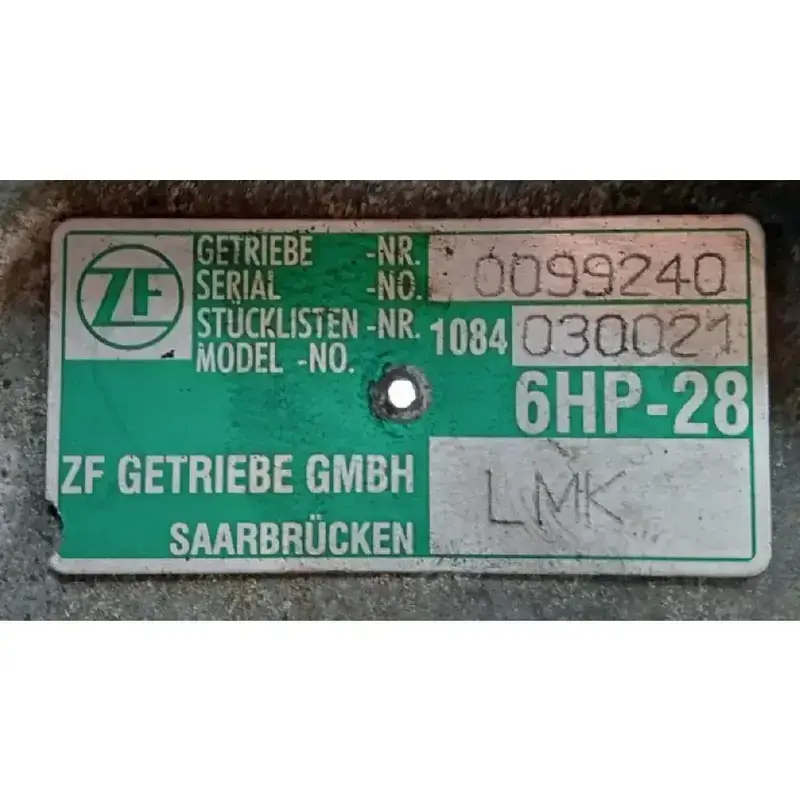 ZF
GETRIEBE -NR. 0099240
SERIAL -NO.
STÜCKLISTEN -NR. 1084 030021
MODEL -NO.
6HP-28
ZF GETRIEBE GMBH
SAARBRÜCKEN
LMK